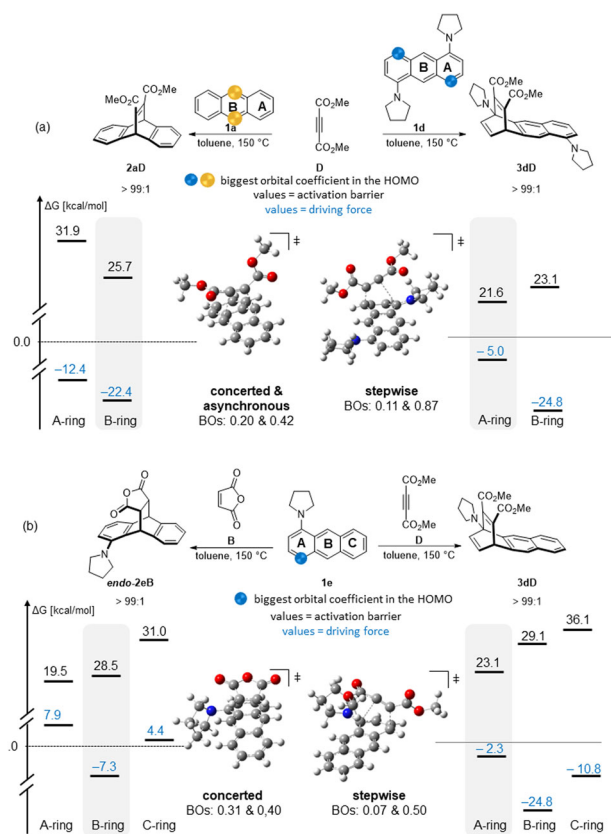 (a)
MeO₂C
CO₂Me
2aD
> 99:1
B A
1a
toluene, 150 °C
CO₂Me
CO₂Me
D
N
B A
N
1d
toluene, 150 °C
MeO₂C
CO₂Me
N
N
3dD
> 99:1
biggest orbital coefficient in the HOMO
values = activation barrier
values = driving force
ΔG [kcal/mol]
31.9
25.7
0.0
−12.4
−22.4
A-ring B-ring
‡
concerted &
asynchronous
BOs: 0.20 & 0.42
‡
stepwise
BOs: 0.11 & 0.87
21.6
23.1
− 5.0
−24.8
A-ring B-ring
(b)
O
O
O
N
endo-2eB
> 99:1
O
O
O
B
toluene, 150 °C
N
A B C
1e
CO₂Me
CO₂Me
D
toluene, 150 °C
N
CO₂Me
CO₂Me
3dD
> 99:1
biggest orbital coefficient in the HOMO
values = activation barrier
values = driving force
ΔG [kcal/mol]
19.5
28.5
31.0
7.9
4.4
.0
−7.3
A-ring B-ring C-ring
‡
concerted
BOs: 0.31 & 0,40
‡
stepwise
BOs: 0.07 & 0.50
23.1
29.1
36.1
− 2.3
− 10.8
−24.8
A-ring B-ring C-ring